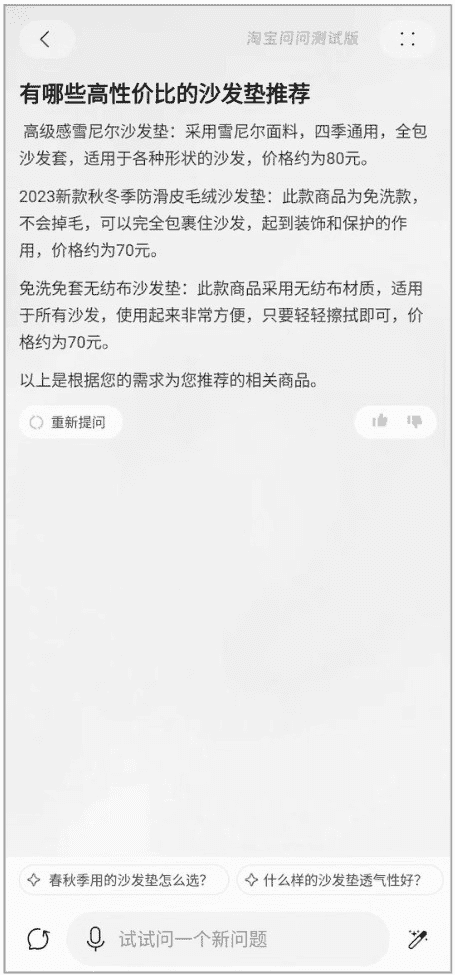 淘宝问问测试版
有哪些高性价比的沙发垫推荐
高级感雪尼尔沙发垫：采用雪尼尔面料，四季通用，全包
沙发套，适用于各种形状的沙发，价格约为80元。
2023新款秋冬季防滑皮毛绒沙发垫：此款商品为免洗款，
不会掉毛，可以完全包裹住沙发，起到装饰和保护的作
用，价格约为70元。
免洗免套无纺布沙发垫：此款商品采用无纺布材质，适用
于所有沙发，使用起来非常方便，只要轻轻擦拭即可，价
格约为70元。
以上是根据您的需求为您推荐的相关商品。
重新提问
春秋季用的沙发垫怎么选？
什么样的沙发垫透气性好？
试试问一个新问题